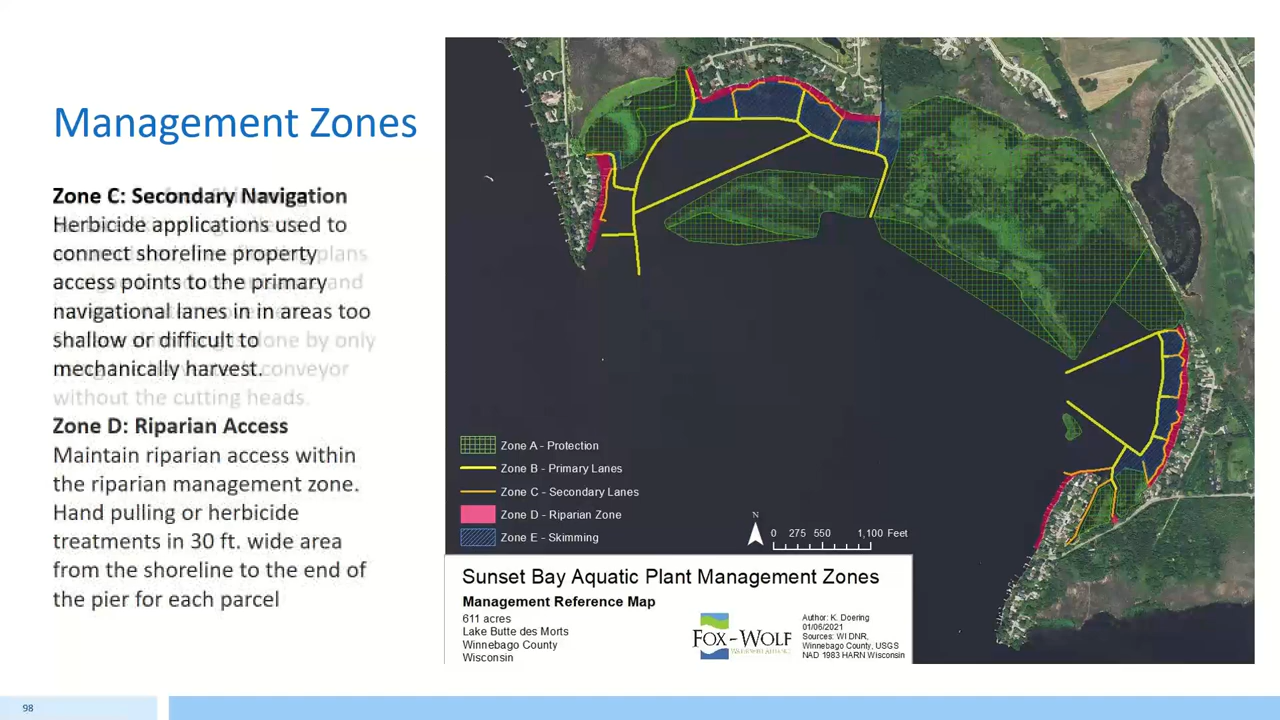 Management Zones
Zone C: Secondary Navigation
Herbicide applications used to
connect shoreline property
access points to the primary
navigational lanes in in areas too
shallow or difficult to
mechanically harvest.
without the cutting heads.
Zone D: Riparian Access
Maintain riparian access within
the riparian management zone.
Hand pulling or herbicide
treatments in 30 ft. wide area
from the shoreline to the end of
the pier for each parcel
Zone A - Protection
Zone B - Primary Lanes
Zone C - Secondary Lanes
Zone D - Riparian Zone
Zone E - Skimming
N
0 275 550 1,100 Feet
Sunset Bay Aquatic Plant Management Zones
Management Reference Map
611 acres
Lake Butte des Morts
Winnebago County
Wisconsin
FOX-WOLF
WATERSHED ALLIANCE
Author: K. Doering
01/06/2021
Sources: WI DNR,
Winnebago County, USGS
NAD 1983 HARN Wisconsin
98